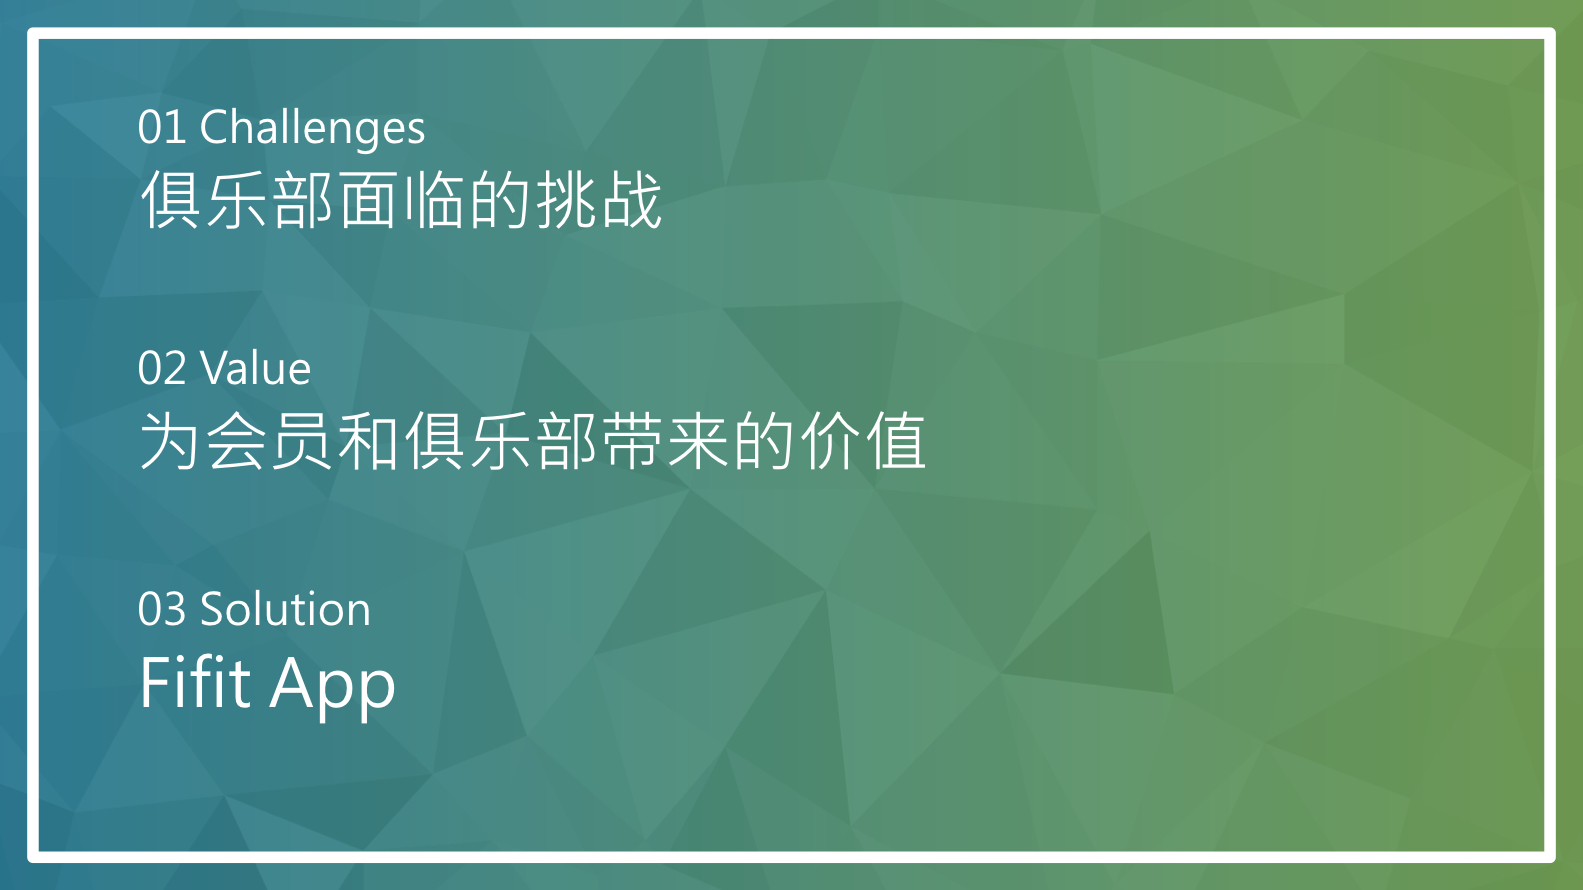 01 Challenges
俱乐部面临的挑战
02 Value
为会员和俱乐部带来的价值
03 Solution
Fifit App